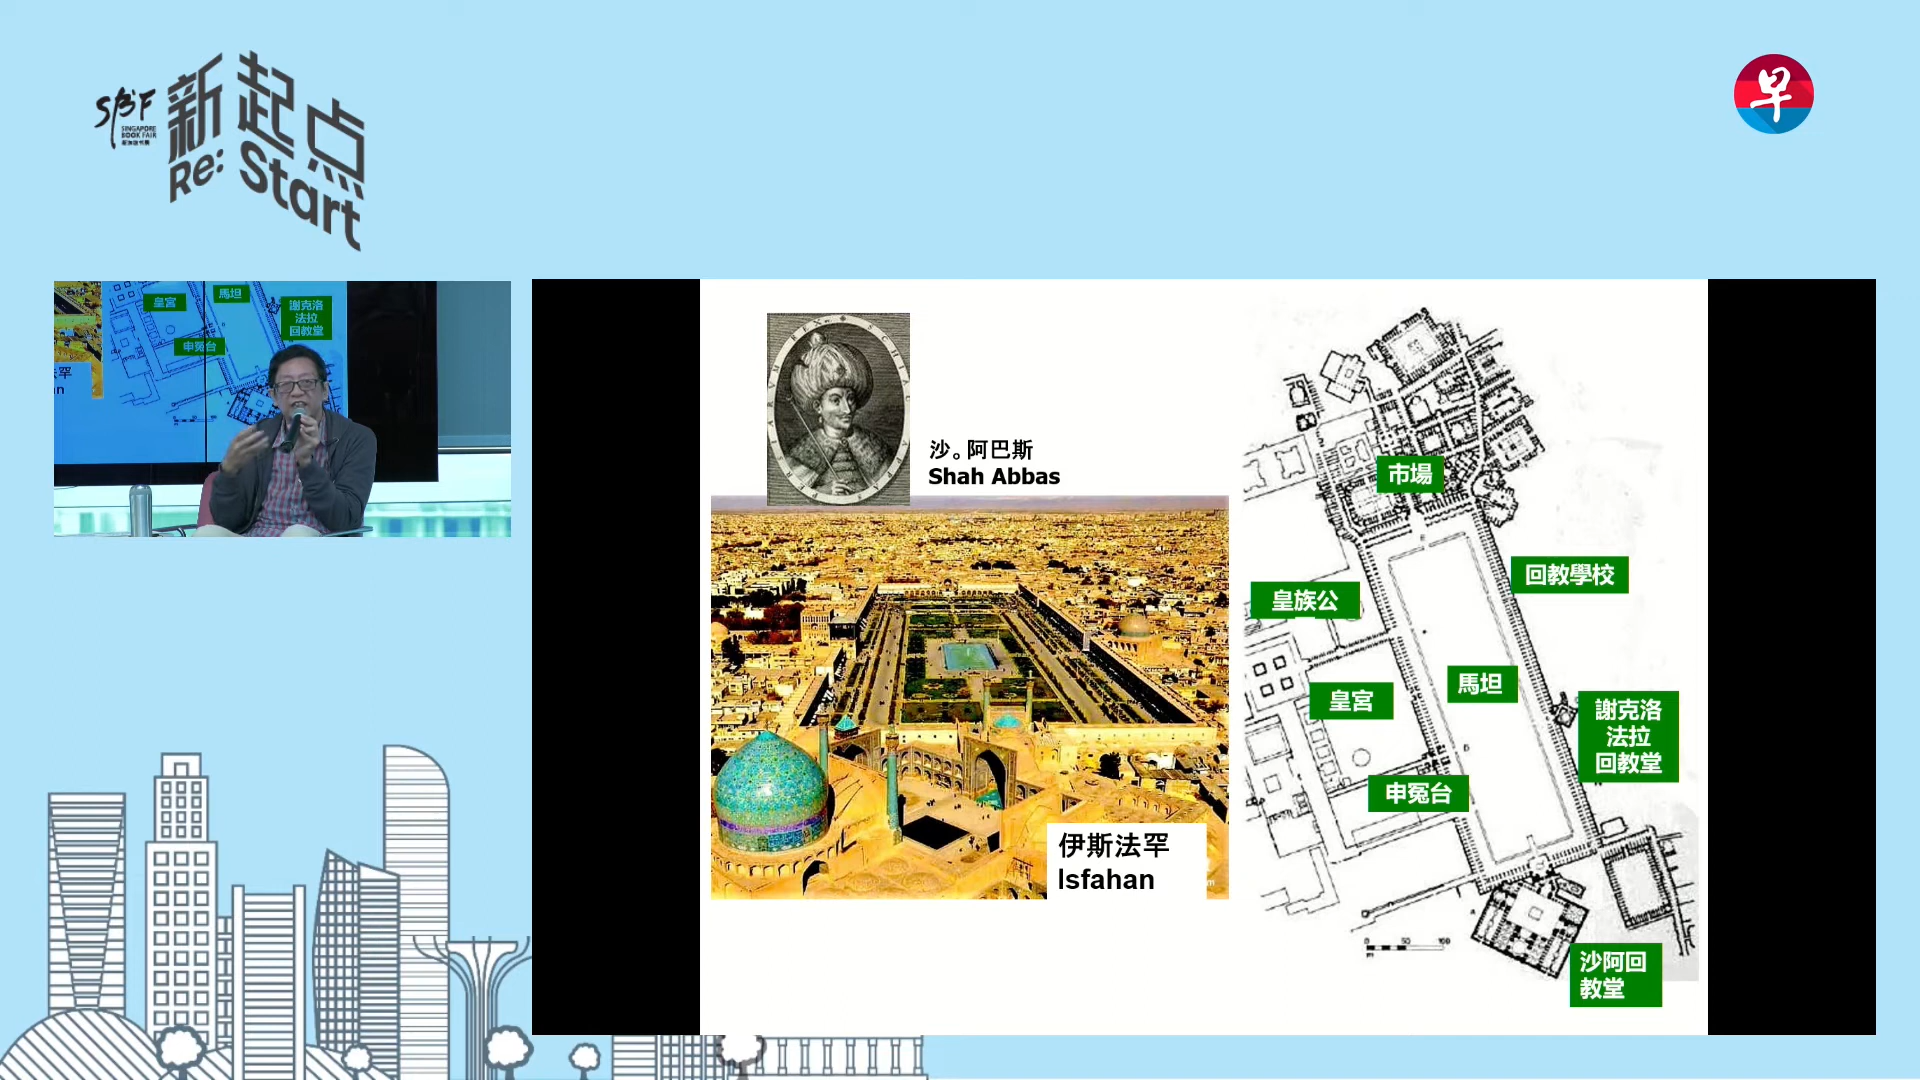 SBF
SINGAPORE
BOOK FAIR
新起点
Re: Start
早
皇宮
馬坦
謝克洛
法拉
回教堂
申冤台
沙。阿巴斯
Shah Abbas
伊斯法罕
Isfahan
市場
回教學校
皇族公
皇宮
馬坦
謝克洛
法拉
回教堂
申冤台
0 50 100
沙阿回
教堂